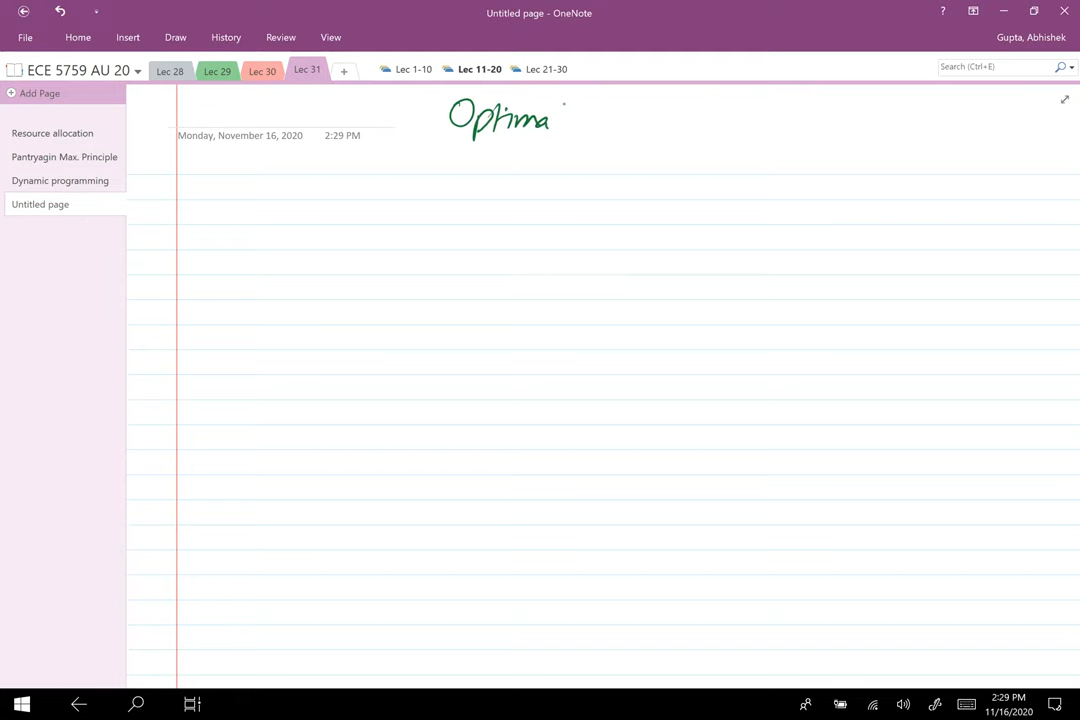 Untitled page - OneNote
File Home Insert Draw History Review View Gupta, Abhishek
ECE 5759 AU 20 Lec 28 Lec 29 Lec 30 Lec 31 + Lec 1-10 Lec 11-20 Lec 21-30 Search (Ctrl+E)
Add Page
Optima
Monday, November 16, 2020 2:29 PM
Resource allocation
Pantryagin Max. Principle
Dynamic programming
Untitled page
2:29 PM
11/16/2020